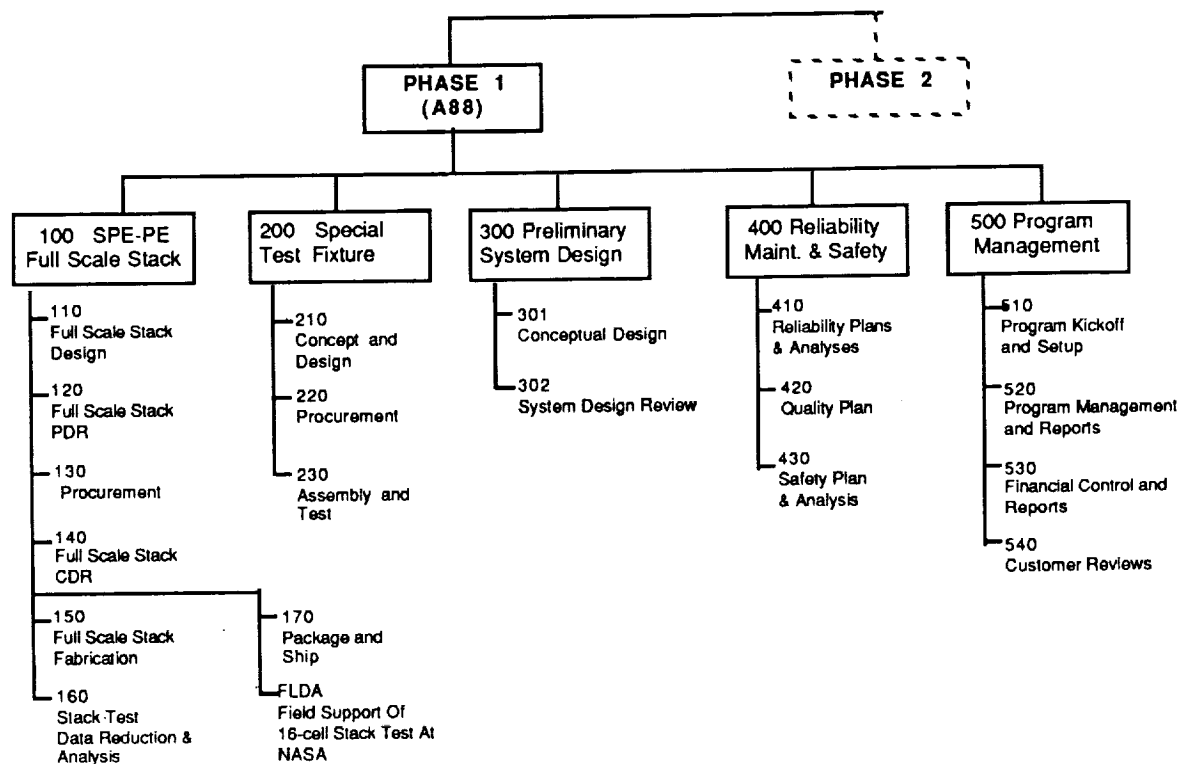 PHASE 1
(A88)
PHASE 2
100 SPE-PE
Full Scale Stack
200 Special
Test Fixture
300 Preliminary
System Design
400 Reliability
Maint. & Safety
500 Program
Management
110
Full Scale Stack
Design
120
Full Scale Stack
PDR
130
Procurement
140
Full Scale Stack
CDR
150
Full Scale Stack
Fabrication
160
Stack Test
Data Reduction &
Analysis
170
Package and
Ship
FLDA
Field Support Of
16-cell Stack Test At
NASA
210
Concept and
Design
220
Procurement
230
Assembly and
Test
301
Conceptual Design
302
System Design Review
410
Reliability Plans
& Analyses
420
Quality Plan
430
Safety Plan
& Analysis
510
Program Kickoff
and Setup
520
Program Management
and Reports
530
Financial Control and
Reports
540
Customer Reviews